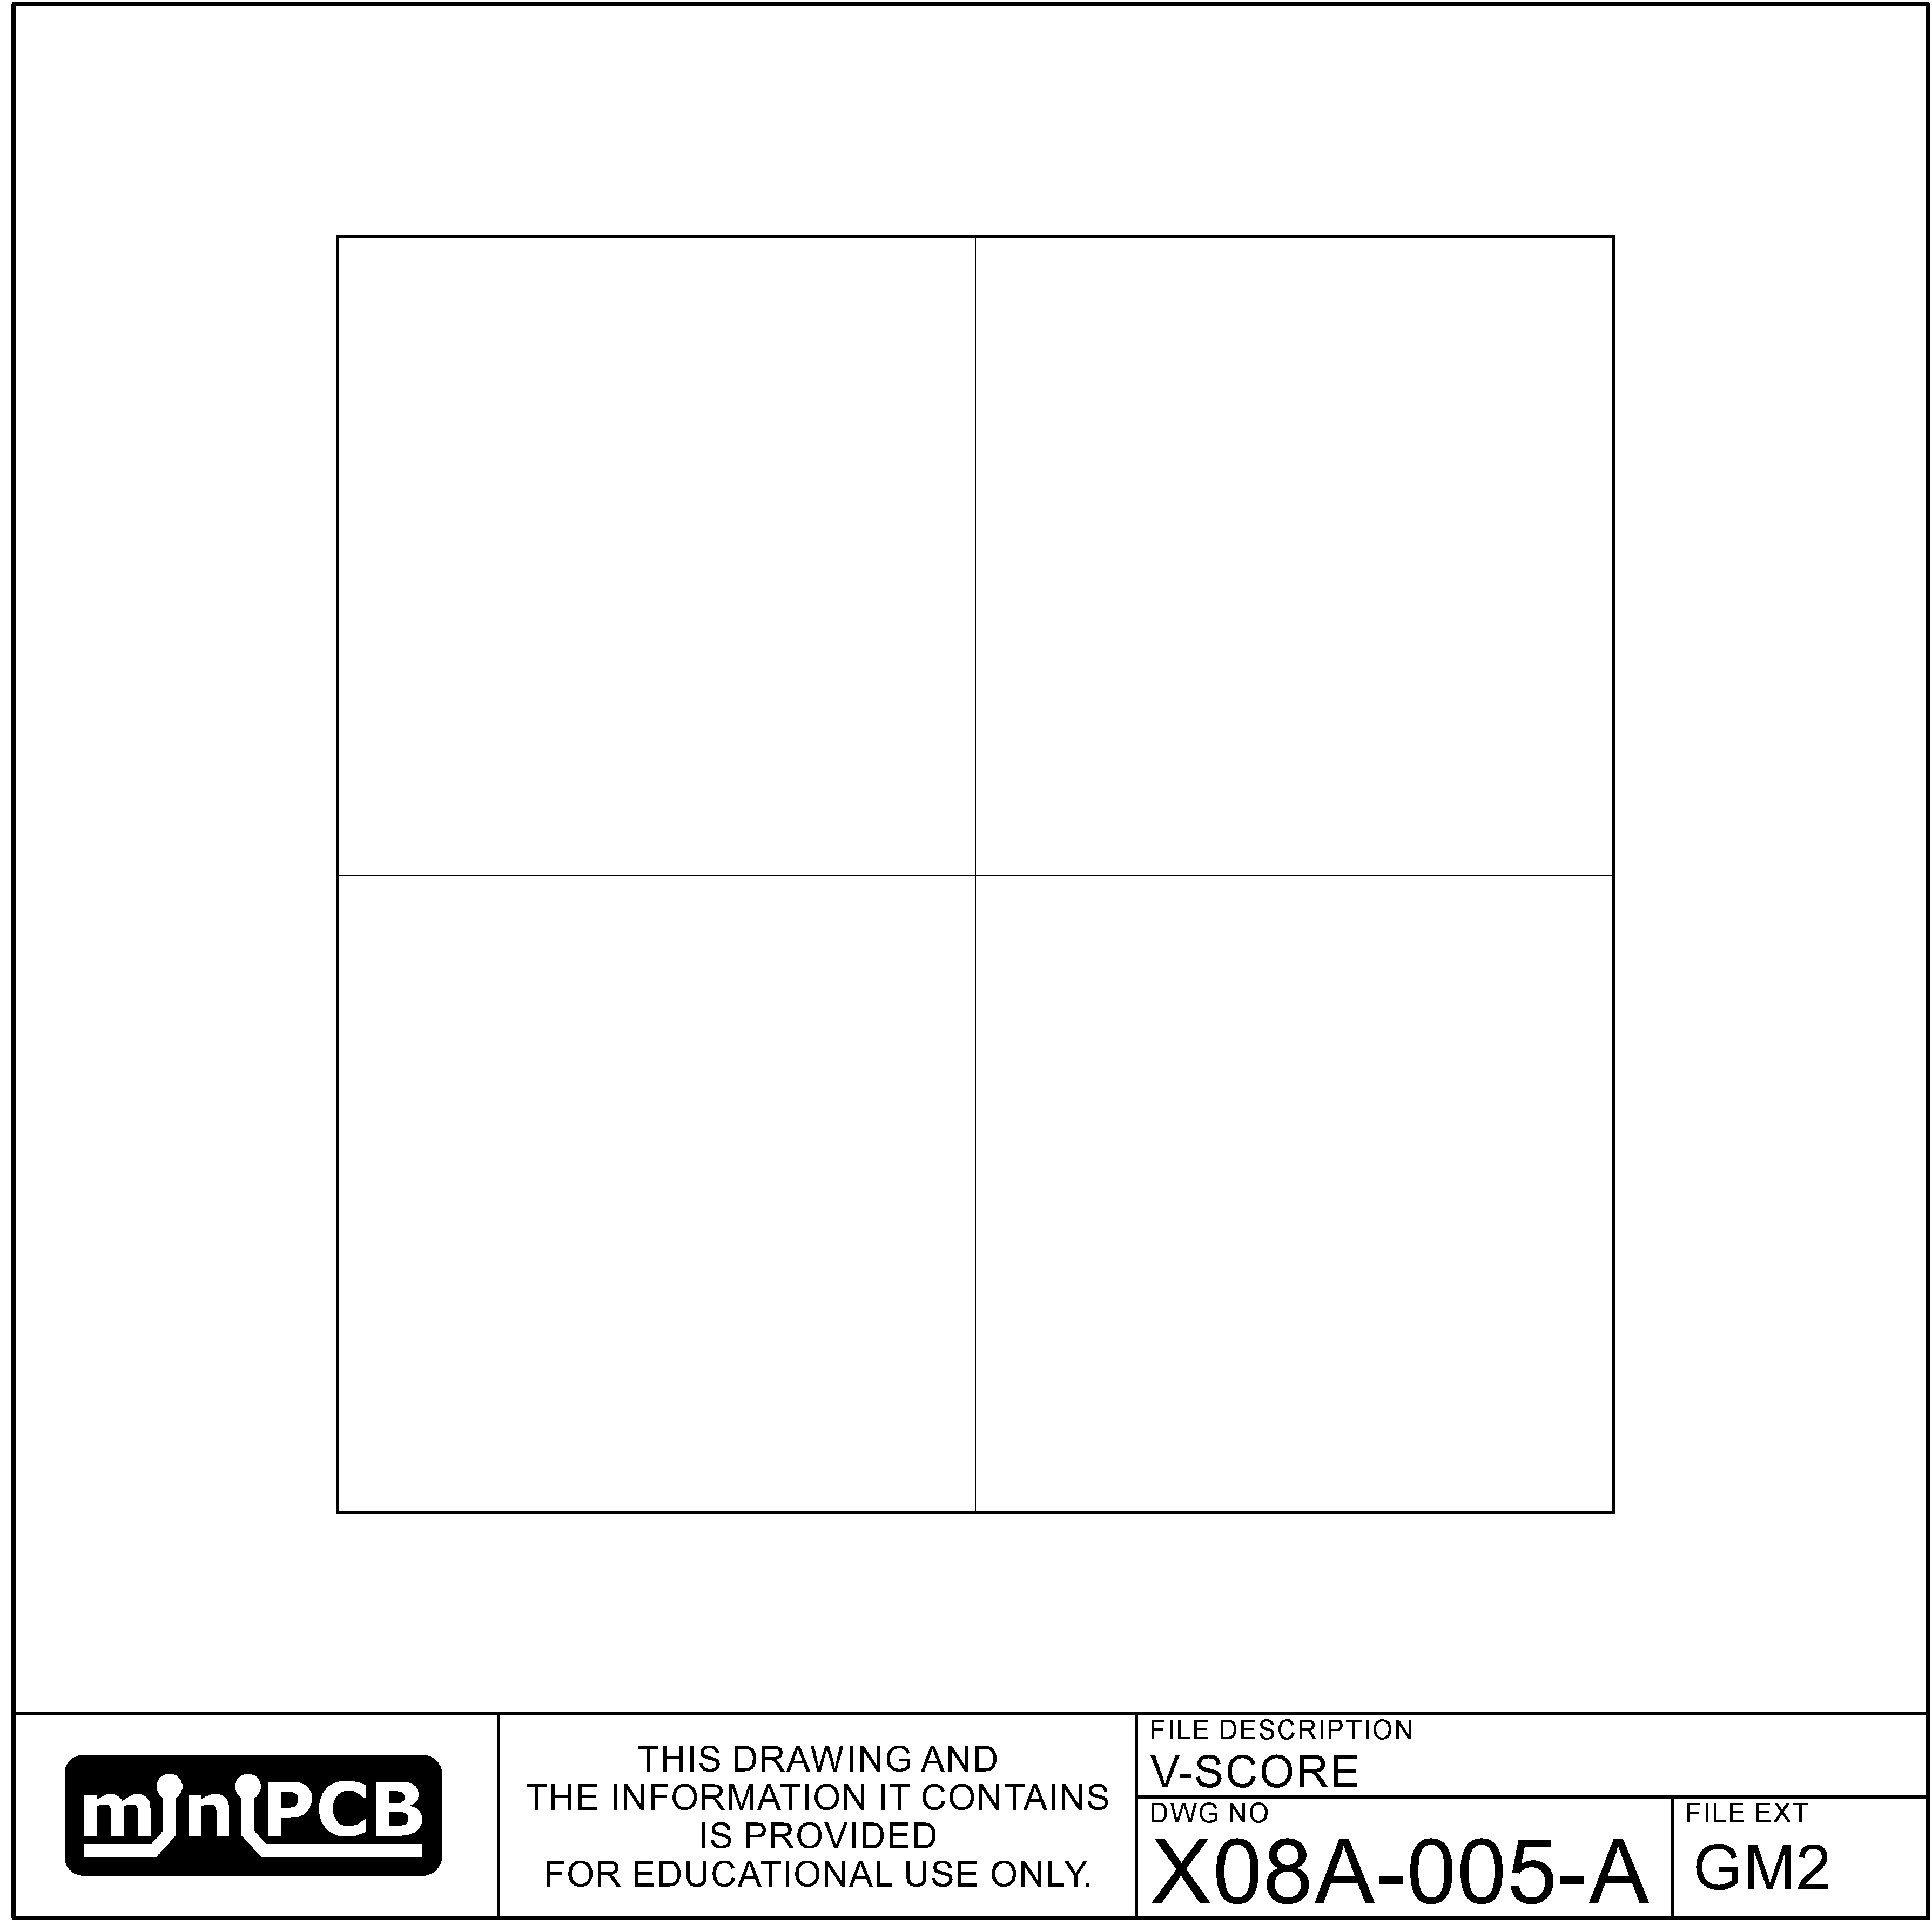 miniPCB
THIS DRAWING AND
THE INFORMATION IT CONTAINS
IS PROVIDED
FOR EDUCATIONAL USE ONLY.
FILE DESCRIPTION
V-SCORE
DWG NO
X08A-005-A
FILE EXT
GM2